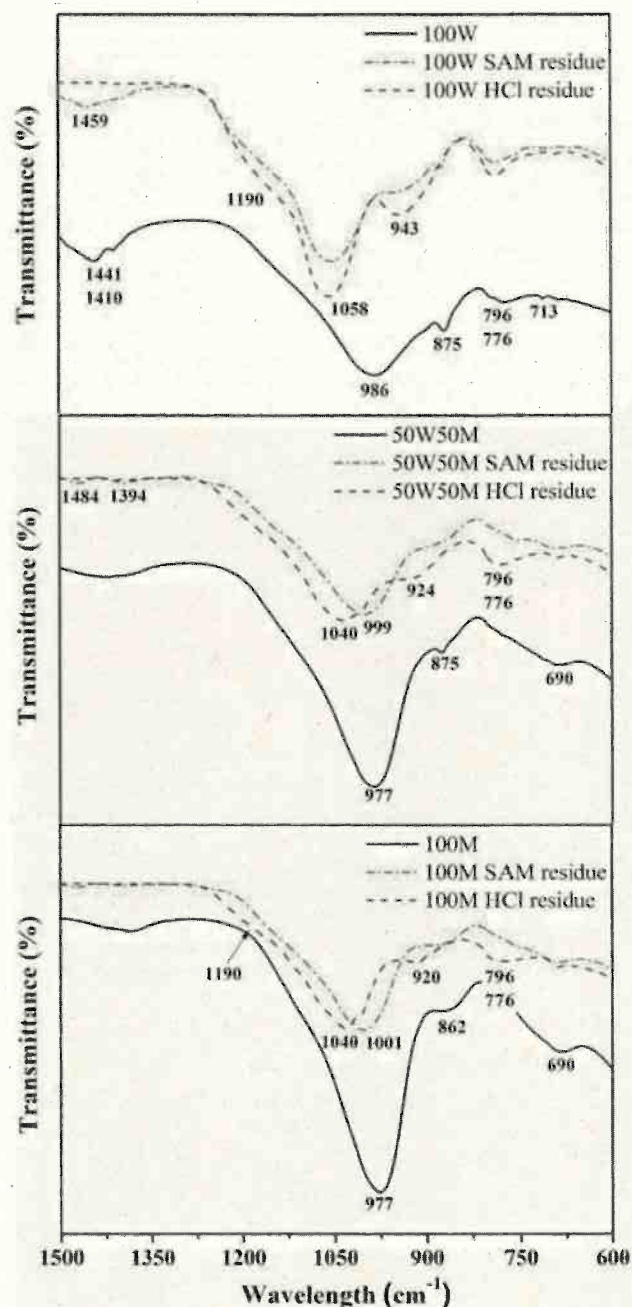 100W
100W SAM residue
100W HCl residue
1459
1190
943
1441
1410
1058
986
875
796
776
713
Transmittance (%)
50W50M
50W50M SAM residue
50W50M HCl residue
1484 1394
1040 999
924
796
776
875
690
977
Transmittance (%)
100M
100M SAM residue
100M HCl residue
1190
1040 1001
920
862
796
776
690
977
Transmittance (%)
1500 1350 1200 1050 900 750 600
Wavelength (cm⁻¹)